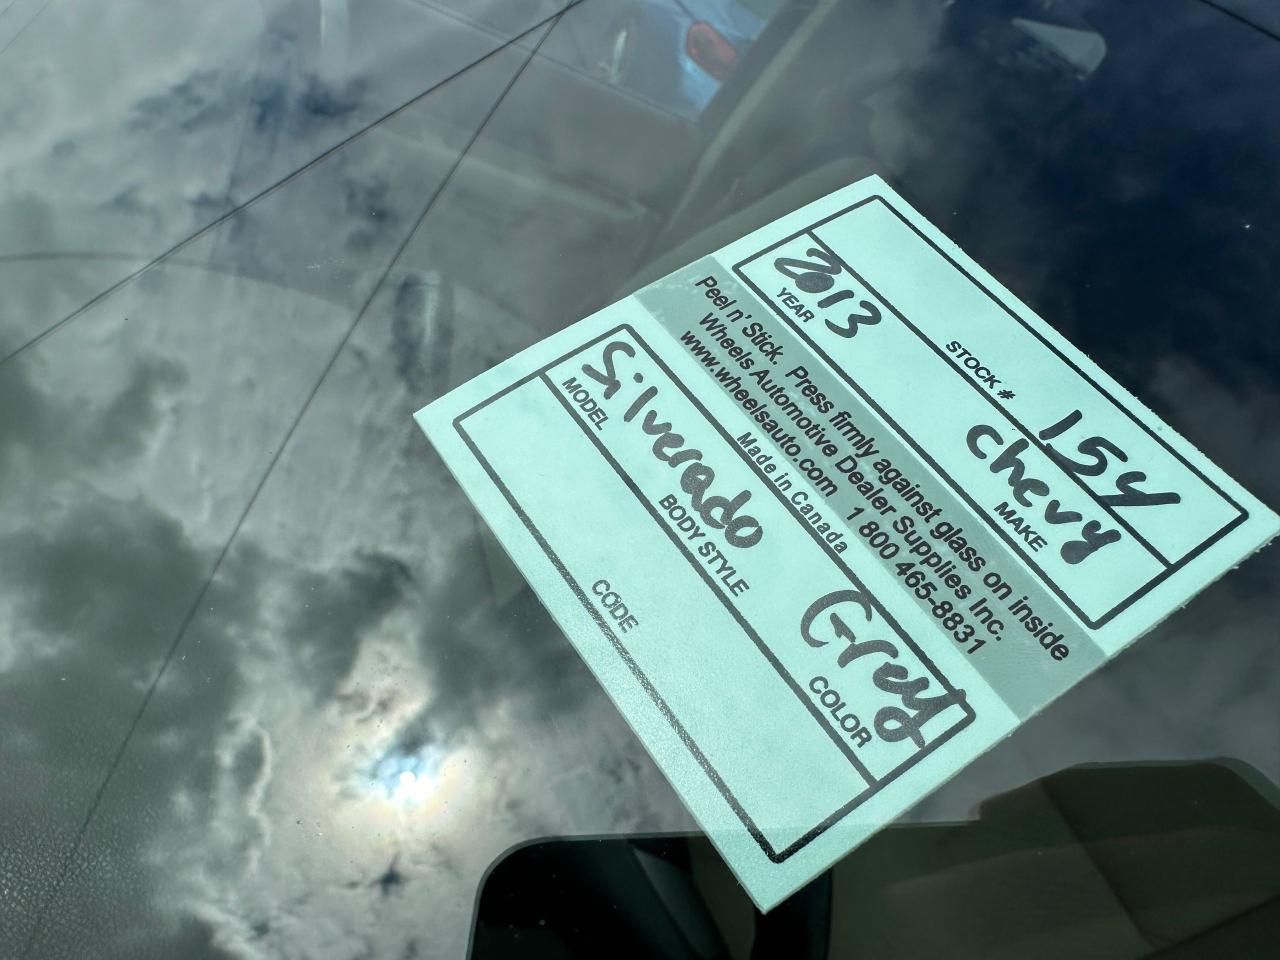 154
STOCK #
2013 Chevy
YEAR MAKE
Peel n' Stick. Press firmly against glass on inside
Wheels Automotive Dealer Supplies Inc.
www.wheelsauto.com 1 800 465-8831
Made in Canada
Silverado Grey
MODEL BODY STYLE COLOR
CODE